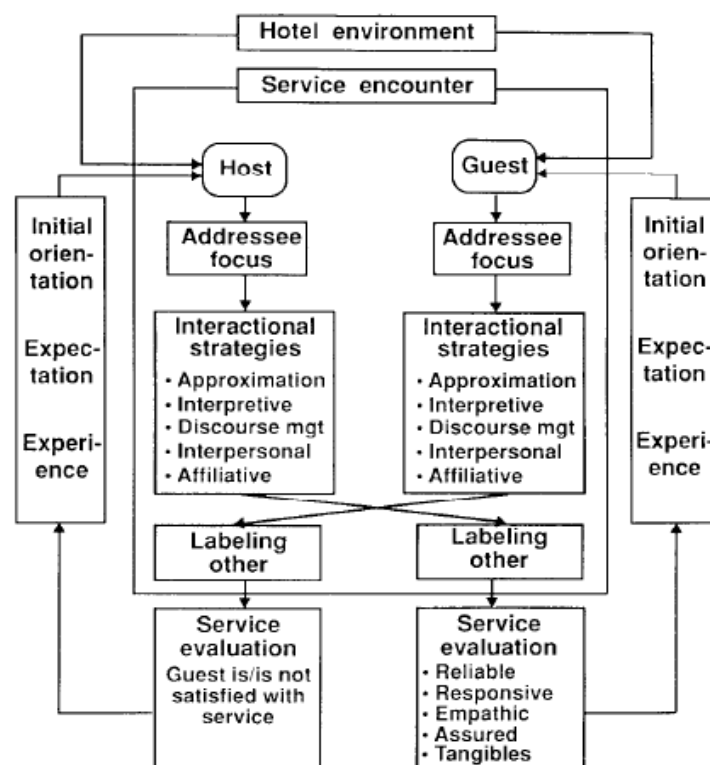 Hotel environment
Service encounter
Host
Guest
Initial
orien-
tation
Expec-
tation
Experi-
ence
Addressee
focus
Interactional
strategies
• Approximation
• Interpretive
• Discourse mgt
• Interpersonal
• Affiliative
Labeling
other
Service
evaluation
Guest is/is not
satisfied with
service
Addressee
focus
Interactional
strategies
• Approximation
• Interpretive
• Discourse mgt
• Interpersonal
• Affiliative
Labeling
other
Service
evaluation
• Reliable
• Responsive
• Empathic
• Assured
• Tangibles
Initial
orien-
tation
Expec-
tation
Experi-
ence